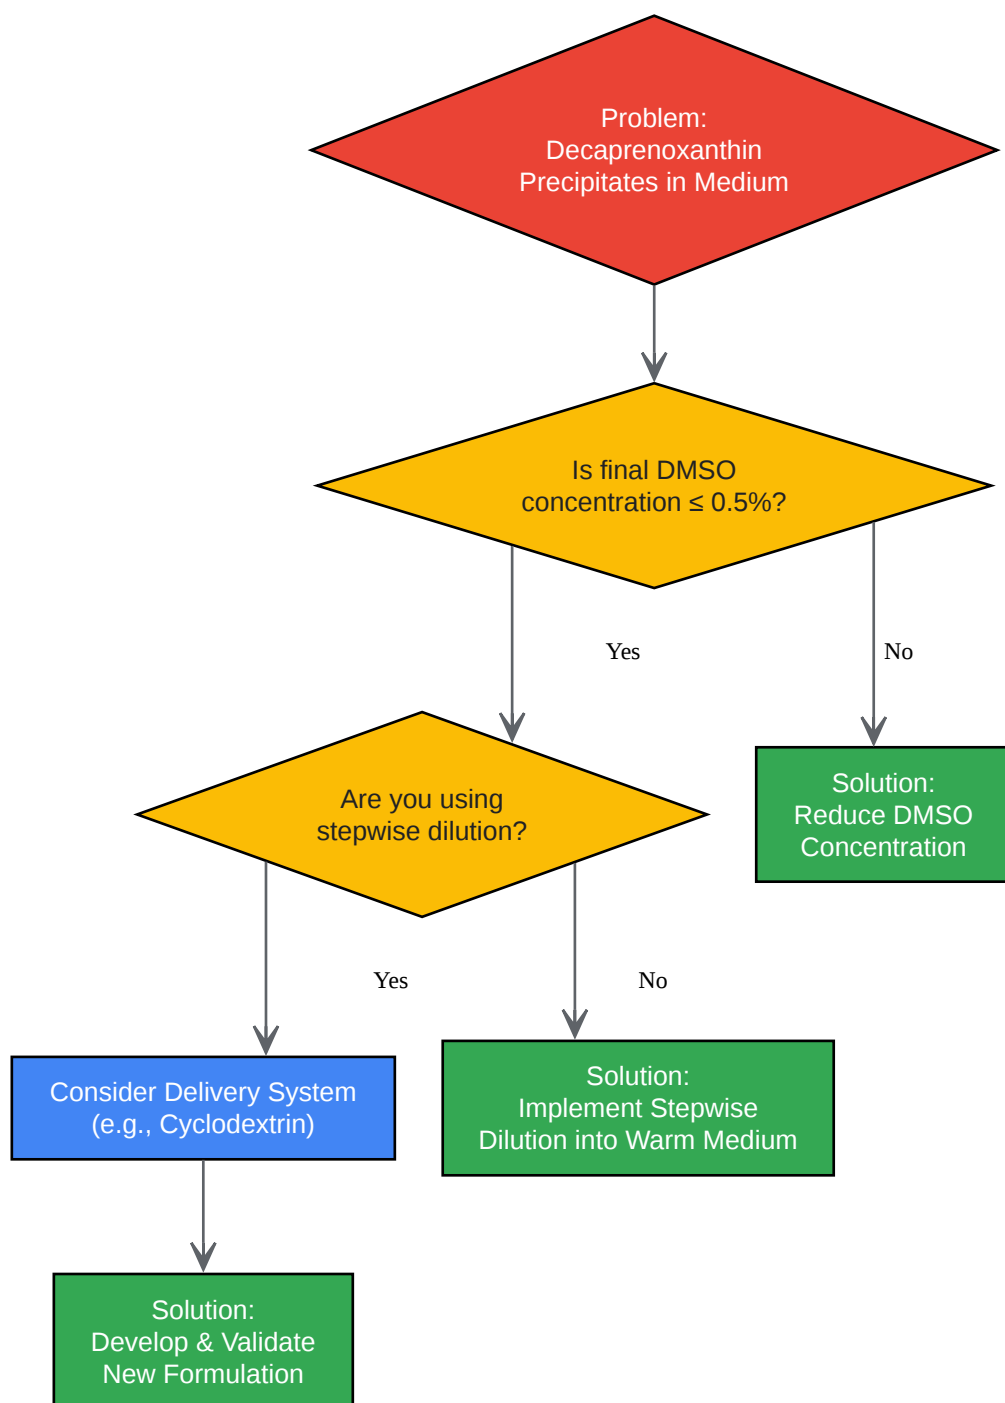 Problem:
Decaprenoxanthin
Precipitates in Medium
Is final DMSO
concentration ≤ 0.5%?
Yes
No
Are you using
stepwise dilution?
Solution:
Reduce DMSO
Concentration
Yes
No
Consider Delivery System
(e.g., Cyclodextrin)
Solution:
Implement Stepwise
Dilution into Warm Medium
Solution:
Develop & Validate
New Formulation